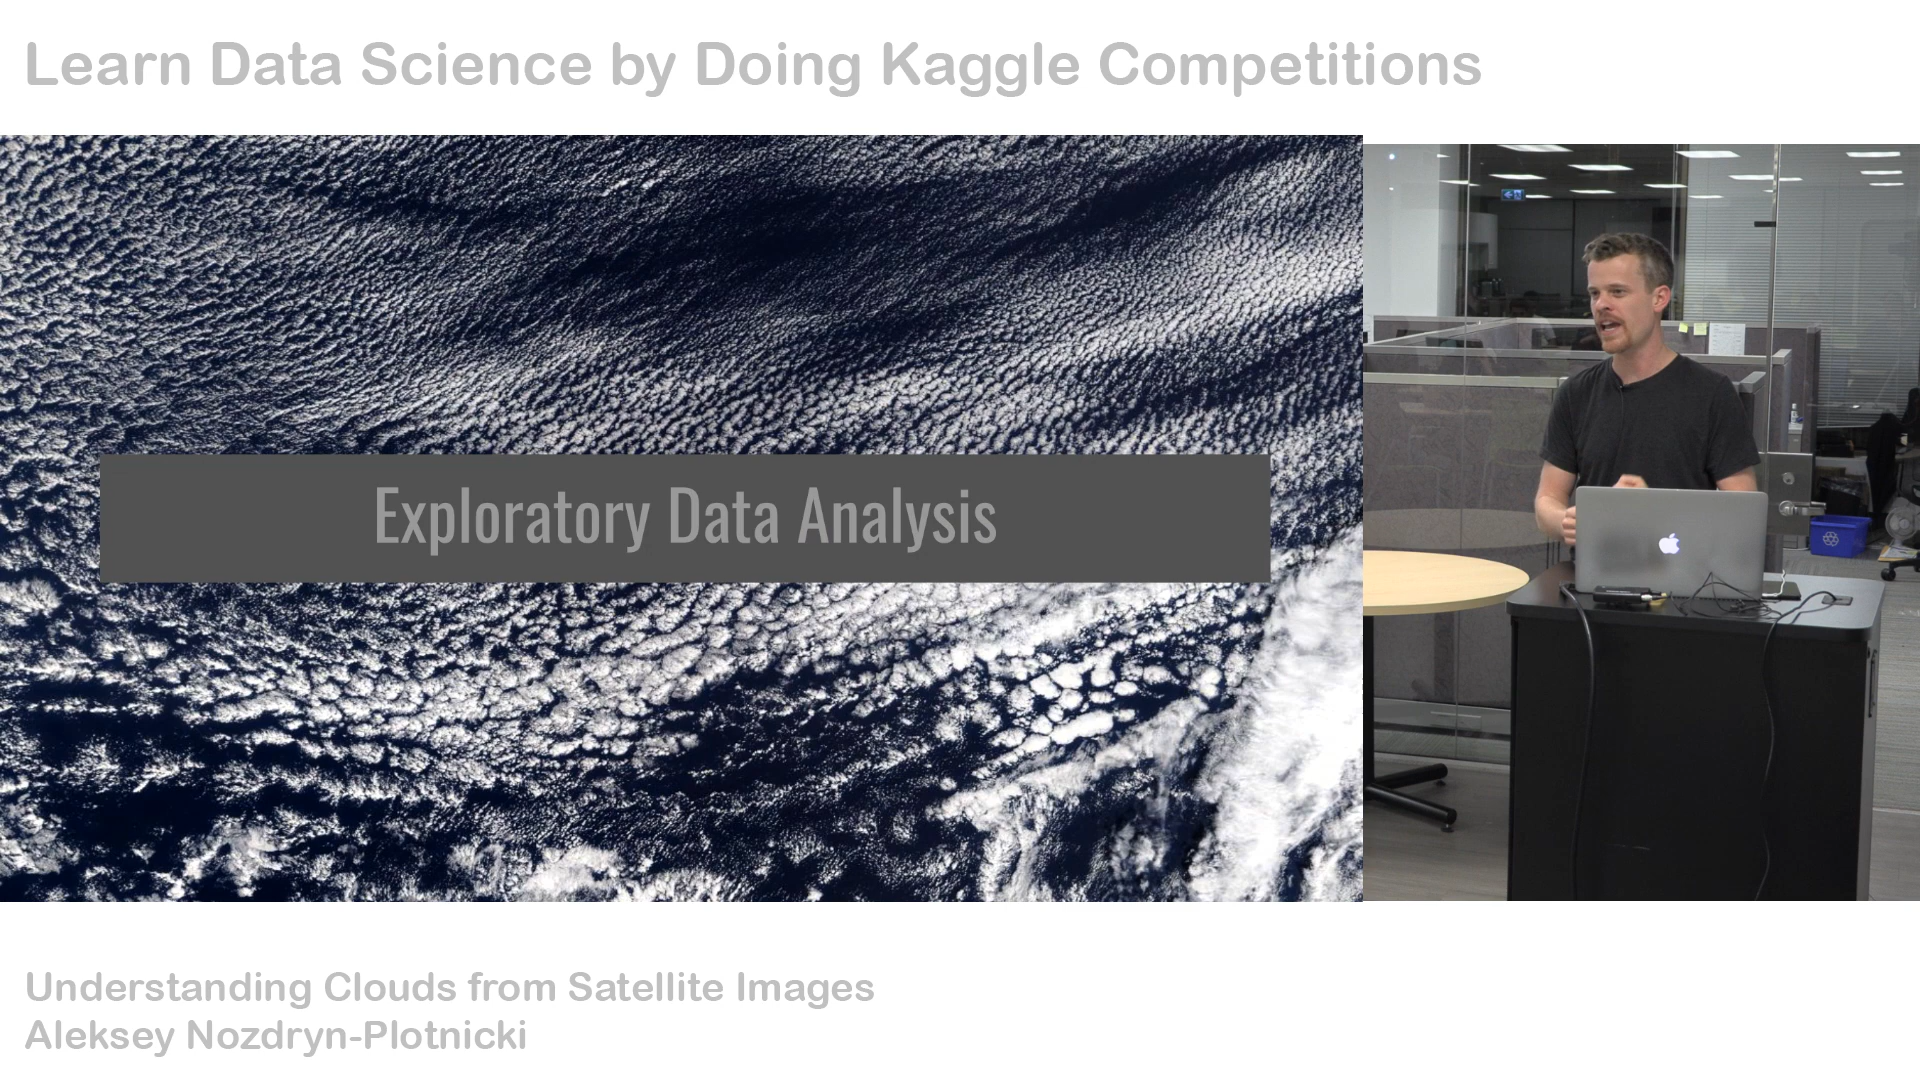 Learn Data Science by Doing Kaggle Competitions
Exploratory Data Analysis
Understanding Clouds from Satellite Images
Aleksey Nozdryn-Plotnicki